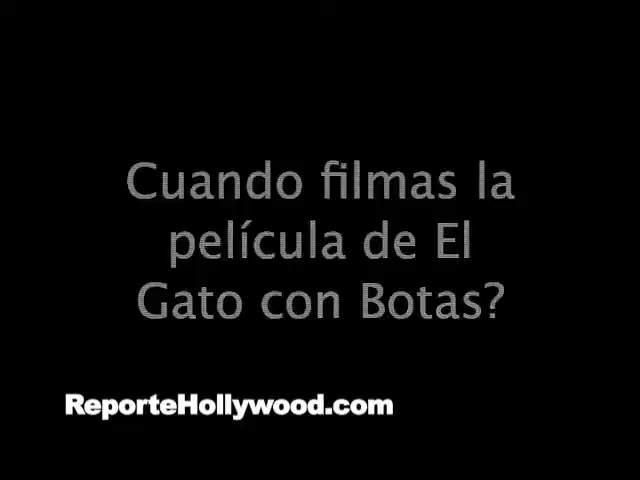 Cuando filmas la
película de El
Gato con Botas?
ReporteHollywood.com